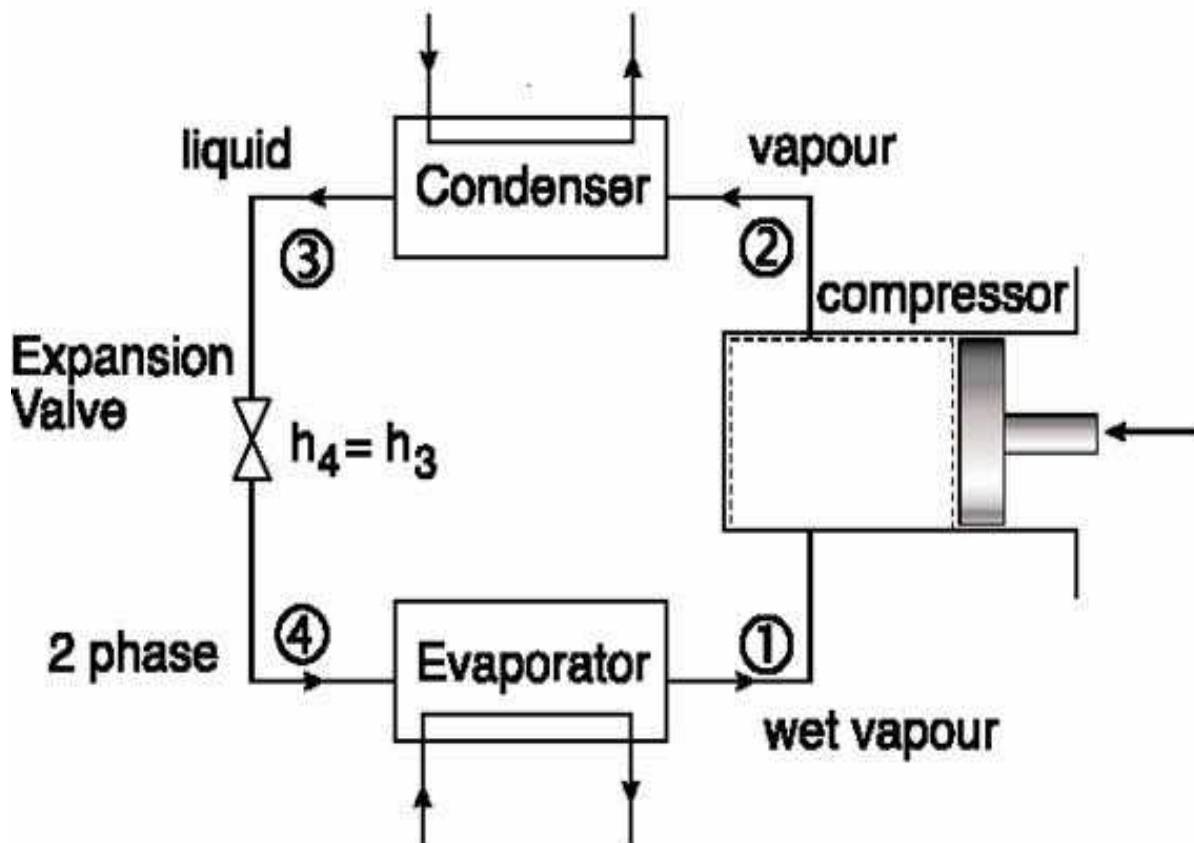 liquid
Condenser
vapour
③
②
compressor
Expansion
Valve
h₄ = h₃
2 phase
④
Evaporator
①
wet vapour